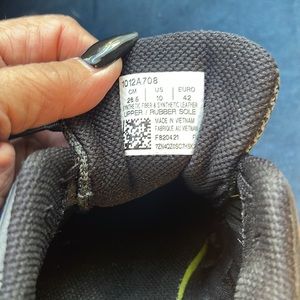 1012A708
CM US EURO
26.5 10 42
SYNTHETIC FIBER & SYNTHETIC LEATHER
UPPER / RUBBER SOLE
MADE IN VIETNAM
FABRIQUE AU VIETNAM
FB20421 F